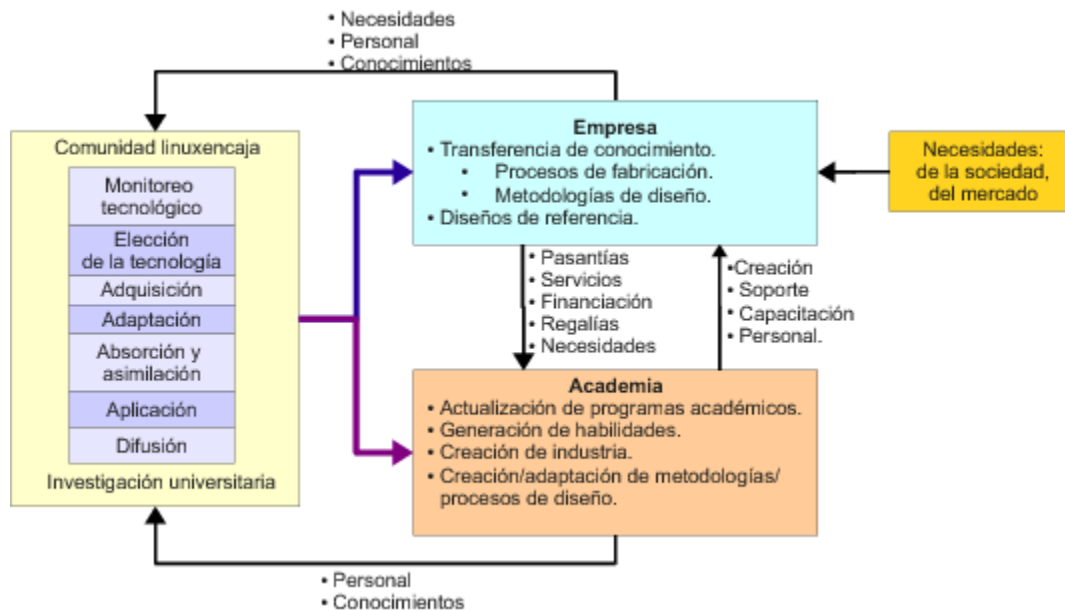 • Necesidades
• Personal
• Conocimientos
Comunidad linuxencaja
Monitoreo
tecnológico
Elección
de la tecnología
Adquisición
Adaptación
Absorción y
asimilación
Aplicación
Difusión
Investigación universitaria
Empresa
• Transferencia de conocimiento.
• Procesos de fabricación.
• Metodologías de diseño.
• Diseños de referencia.
Necesidades:
de la sociedad,
del mercado
• Pasantías
• Servicios
• Financiación
• Regalías
• Necesidades
•Creación
• Soporte
• Capacitación
• Personal.
Academia
• Actualización de programas académicos.
• Generación de habilidades.
• Creación de industria.
• Creación/adaptación de metodologías/
procesos de diseño.
• Personal
• Conocimientos